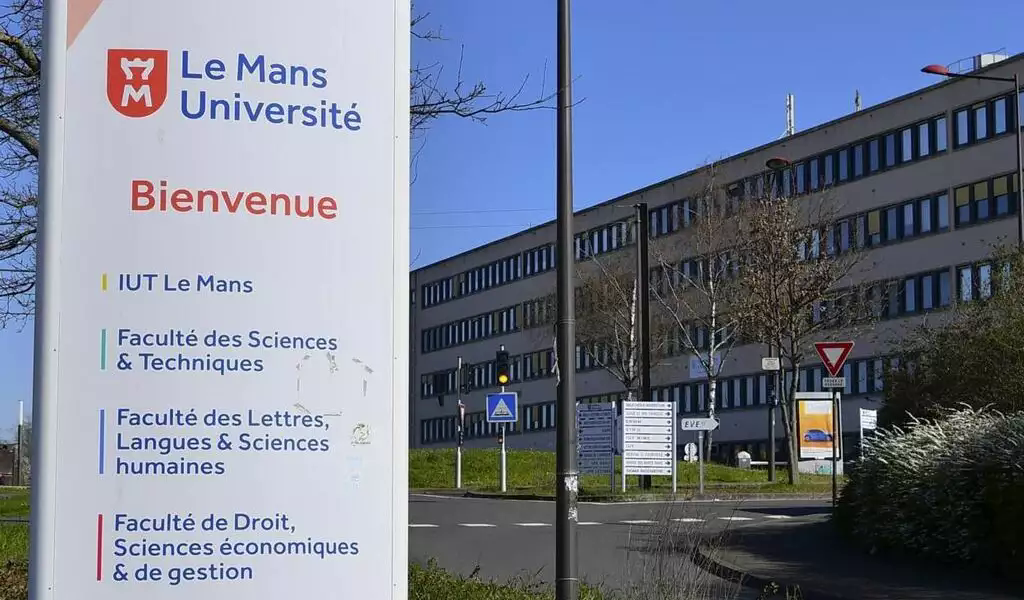 Le Mans
Université
Bienvenue
IUT Le Mans
Faculté des Sciences
& Techniques
Faculté des Lettres,
Langues & Sciences
humaines
Faculté de Droit,
Sciences économiques
& de gestion
EVE